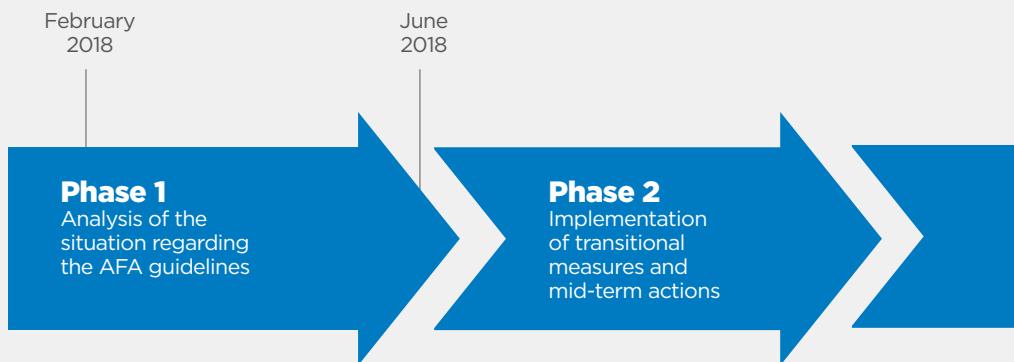 February
2018
June
2018
Phase 1
Analysis of the
situation regarding
the AFA guidelines
Phase 2
Implementation
of transitional
measures and
mid-term actions